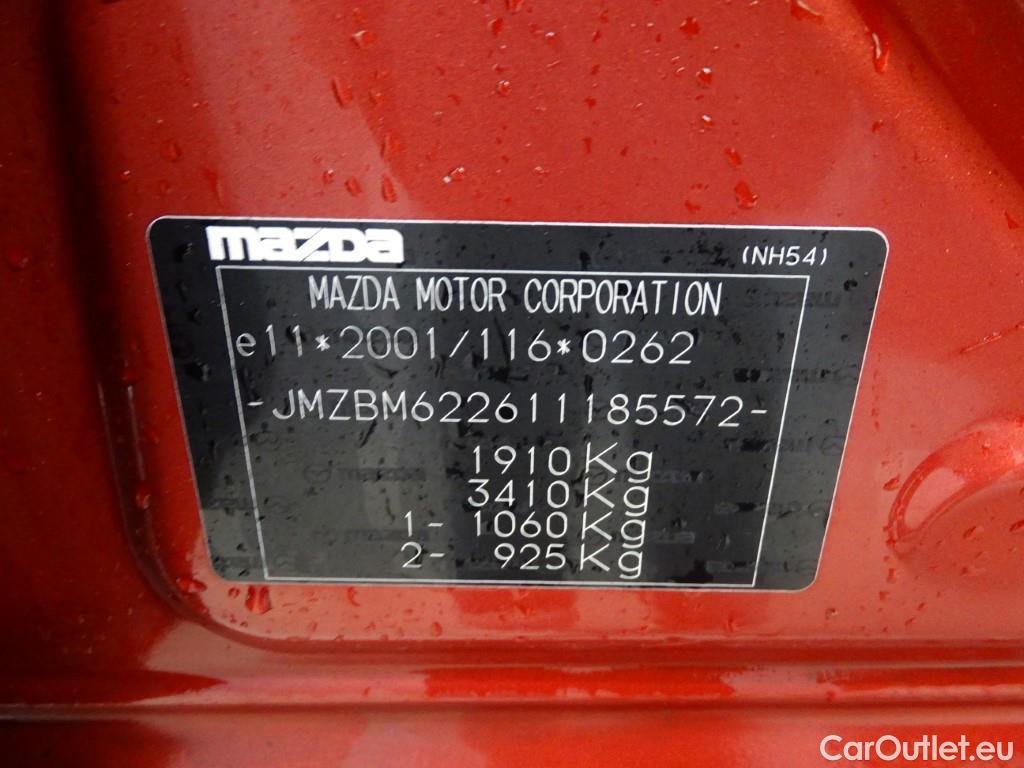 mazDa
(NH54)
MAZDA MOTOR CORPORATION
e11*2001/116*0262
-JMZBM622611185572-
1910Kg
3410Kg
1- 1060Kg
2- 925Kg
CarOutlet.eu